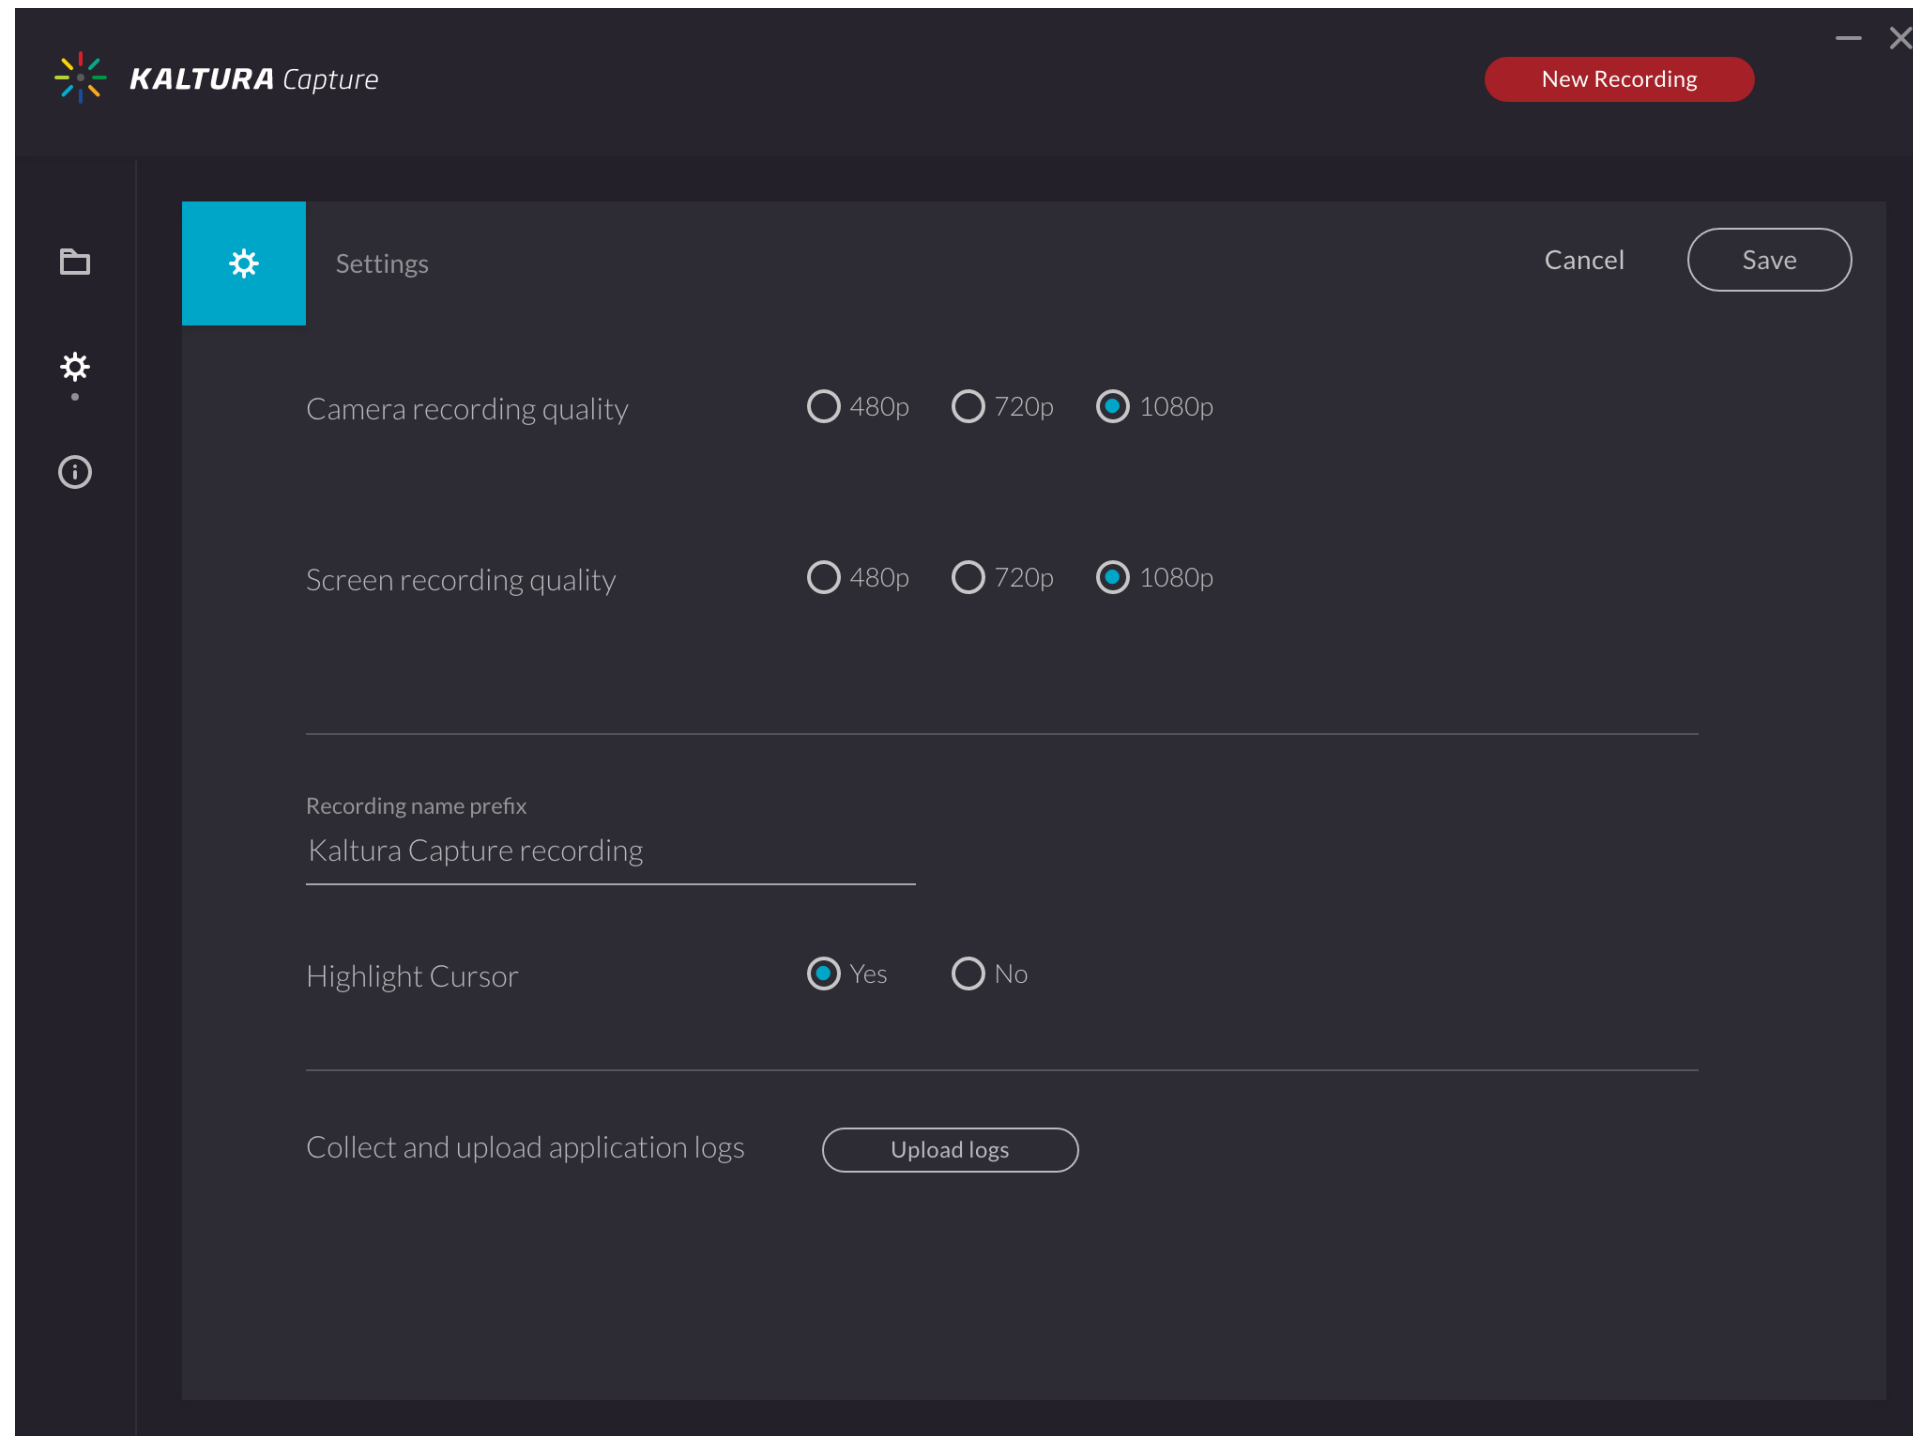 KALTURA Capture
New Recording
Settings
Cancel
Save
Camera recording quality
480p
720p
1080p
Screen recording quality
480p
720p
1080p
Recording name prefix
Kaltura Capture recording
Highlight Cursor
Yes
No
Collect and upload application logs
Upload logs